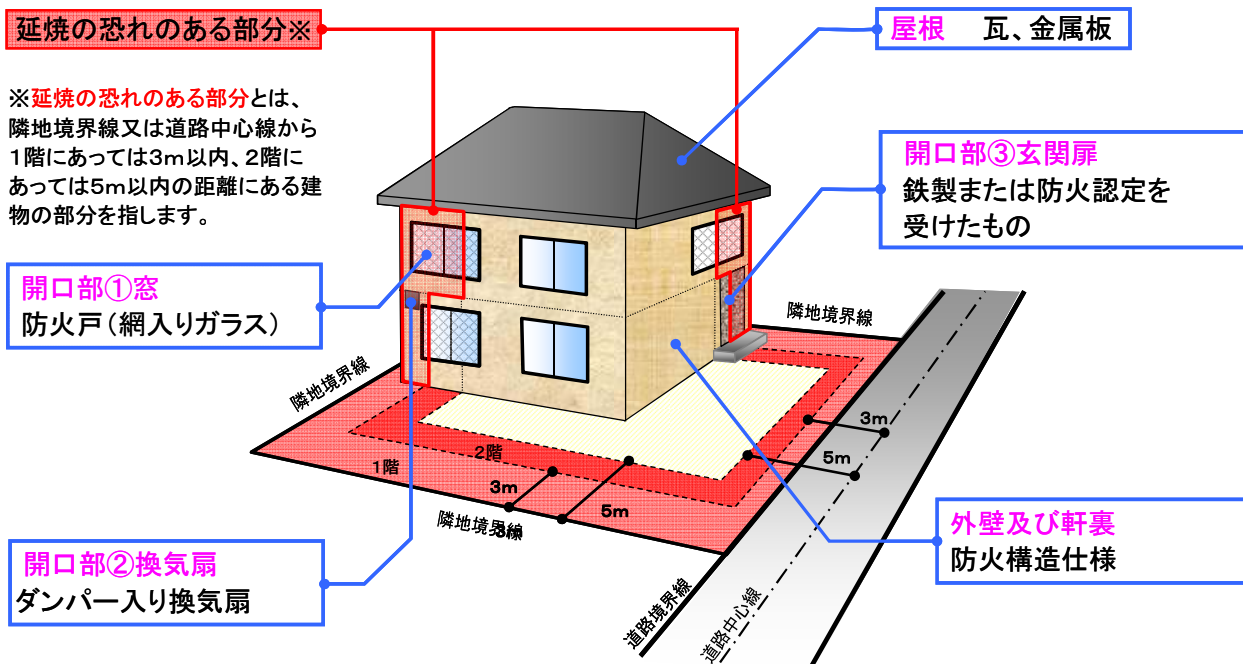 延焼の恐れのある部分※
屋根 瓦、金属板
※延焼の恐れのある部分とは、
隣地境界線又は道路中心線から
1階にあっては3m以内、2階に
あっては5m以内の距離にある建
物の部分を指します。
開口部③玄関扉
鉄製または防火認定を
受けたもの
開口部①窓
防火戸(網入りガラス)
隣地境界線
隣地境界線
3m
5m
2階
1階
3m
5m
隣地境界線
3m
外壁及び軒裏
防火構造仕様
開口部②換気扇
ダンパー入り換気扇
道路境界線
道路中心線